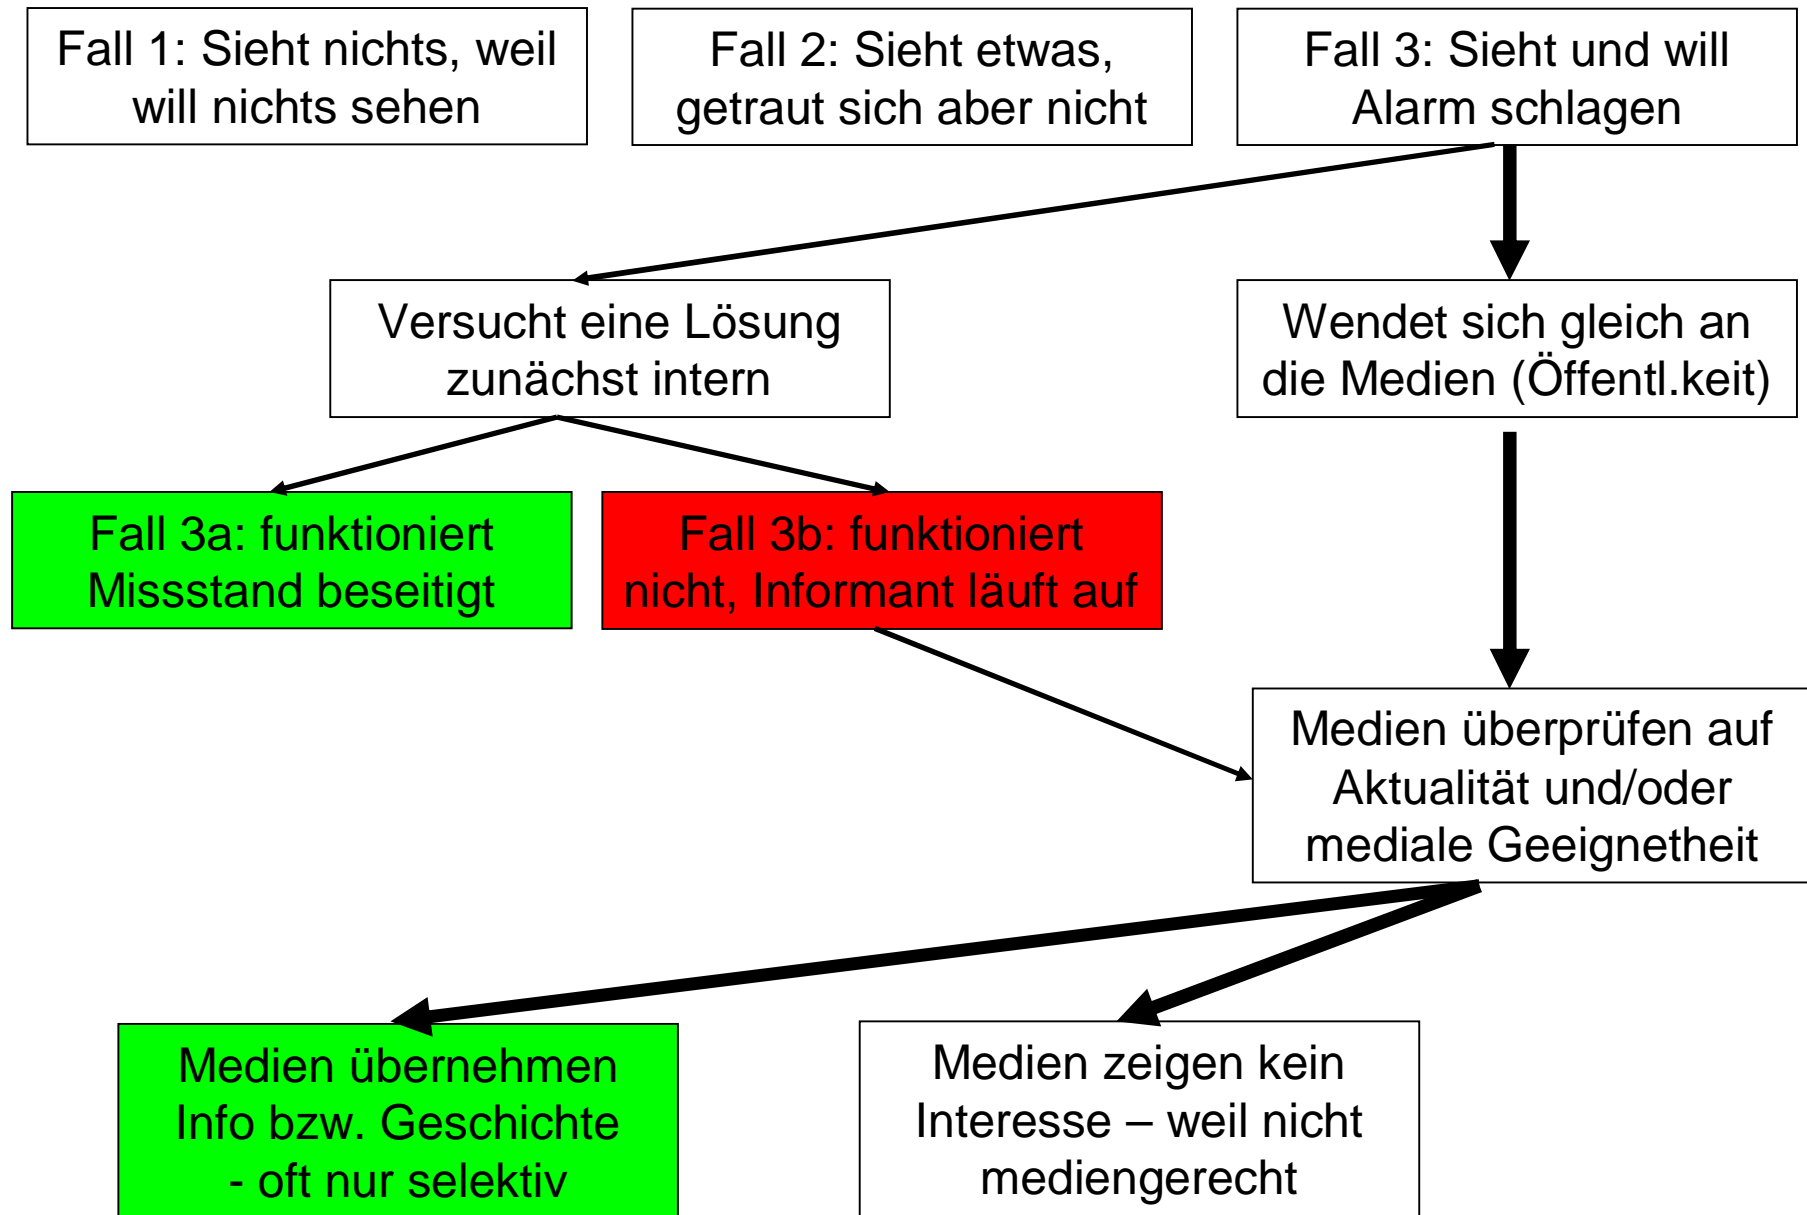 Fall 1: Sieht nichts, weil
will nichts sehen
Fall 2: Sieht etwas,
getraut sich aber nicht
Fall 3: Sieht und will
Alarm schlagen
Versucht eine Lösung
zunächst intern
Wendet sich gleich an
die Medien (Öffentl.keit)
Fall 3a: funktioniert
Missstand beseitigt
Fall 3b: funktioniert
nicht, Informant läuft auf
Medien überprüfen auf
Aktualität und/oder
mediale Geeignetheit
Medien übernehmen
Info bzw. Geschichte
- oft nur selektiv
Medien zeigen kein
Interesse – weil nicht
mediengerecht